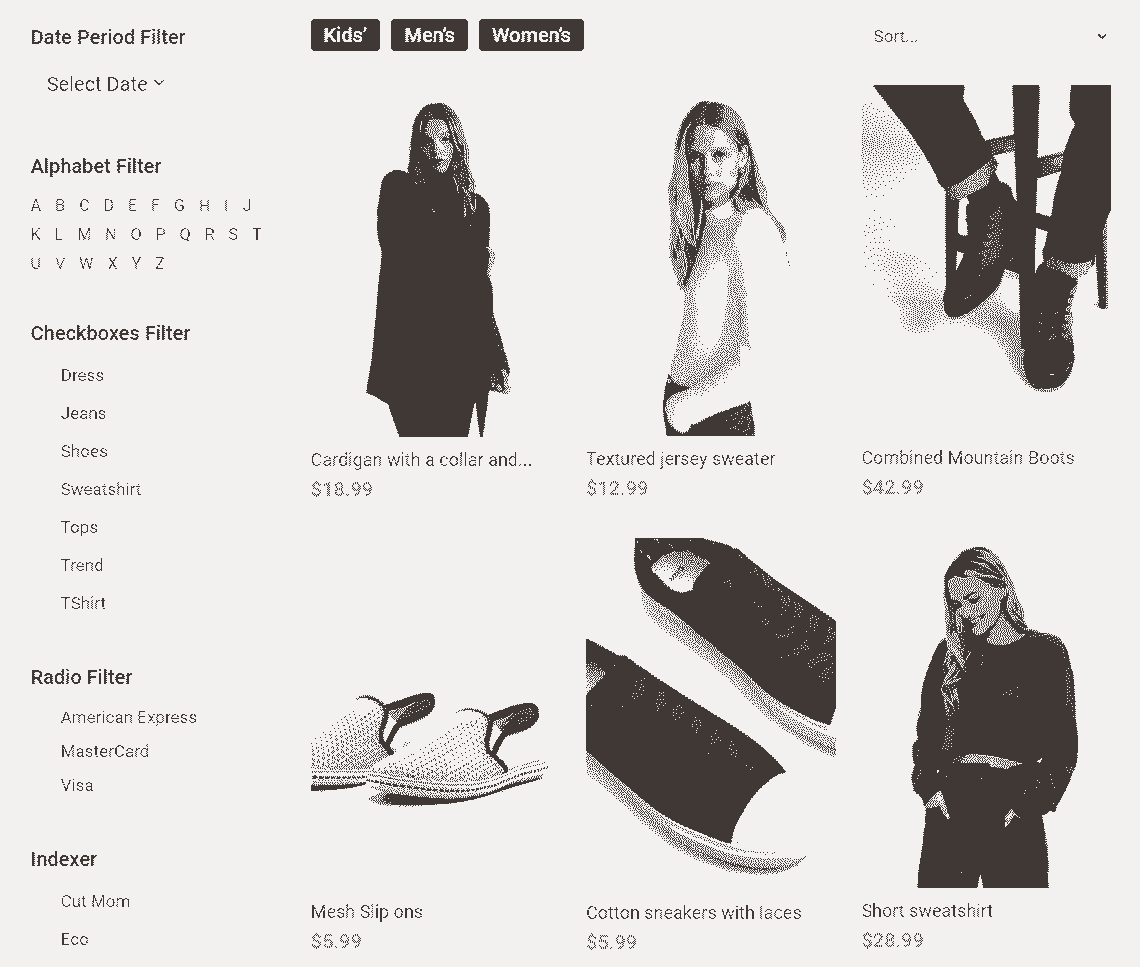 Date Period Filter
Select Date
Alphabet Filter
A B C D E F G H I J
K L M N O P Q R S T
U V W X Y Z
Checkboxes Filter
Dress
Jeans
Shoes
Sweatshirt
Tops
Trend
TShirt
Radio Filter
American Express
MasterCard
Visa
Indexer
Cut Mom
Eco
Kids’ Men’s Women’s
Sort...
Cardigan with a collar and...
$18.99
Textured jersey sweater
$12.99
Combined Mountain Boots
$42.99
Mesh Slip ons
$5.99
Cotton sneakers with laces
$5.99
Short sweatshirt
$28.99